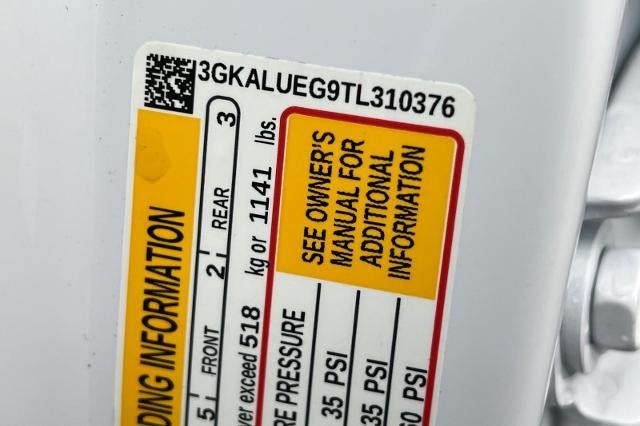 3GKALUEG9TL310376
DING INFORMATION
5 FRONT 2 REAR 3
ver exceed 518 kg or 1141 lbs.
RE PRESSURE
35 PSI
35 PSI
60 PSI
SEE OWNER'S
MANUAL FOR
ADDITIONAL
INFORMATION